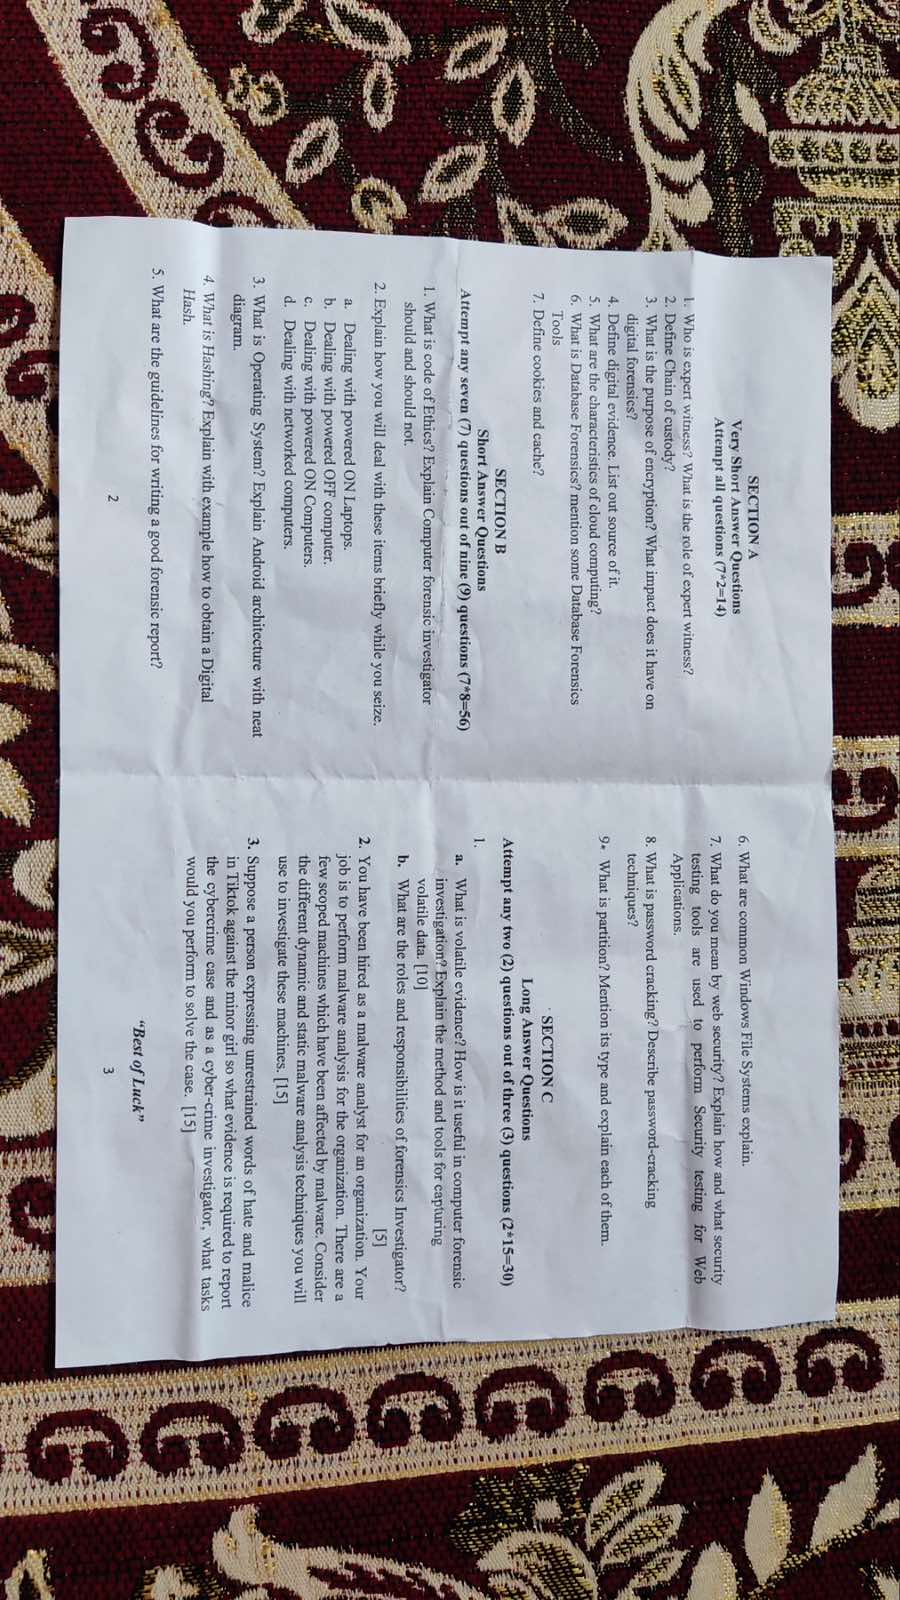 SECTION A
Very Short Answer Questions
Attempt all questions (7*2=14)
1. Who is expert witness? What is the role of expert witness?
2. Define Chain of custody?
3. What is the purpose of encryption? What impact does it have on
digital forensics?
4. Define digital evidence. List out source of it.
5. What are the characteristics of cloud computing?
6. What is Database Forensics? mention some Database Forensics
Tools
7. Define cookies and cache?
SECTION B
Short Answer Questions
Attempt any seven (7) questions out of nine (9) questions (7*8=56)
1. What is code of Ethics? Explain Computer forensic investigator
should and should not.
2. Explain how you will deal with these items briefly while you seize.
a. Dealing with powered ON Laptops.
b. Dealing with powered OFF computer.
c. Dealing with powered ON Computers.
d. Dealing with networked computers.
3. What is Operating System? Explain Android architecture with neat
diagram.
4. What is Hashing? Explain with example how to obtain a Digital
Hash.
5. What are the guidelines for writing a good forensic report?
2
6. What are common Windows File Systems explain.
7. What do you mean by web security? Explain how and what security
testing tools are used to perform Security testing for Web
Applications.
8. What is password cracking? Describe password-cracking
techniques?
9. What is partition? Mention its type and explain each of them.
SECTION C
Long Answer Questions
Attempt any two (2) questions out of three (3) questions (2*15=30)
1.
a. What is volatile evidence? How is it useful in computer forensic
investigation? Explain the method and tools for capturing
volatile data. [10]
b. What are the roles and responsibilities of forensics Investigator?
[5]
2. You have been hired as a malware analyst for an organization. Your
job is to perform malware analysis for the organization. There are a
few scoped machines which have been affected by malware. Consider
the different dynamic and static malware analysis techniques you will
use to investigate these machines. [15]
3. Suppose a person expressing unrestrained words of hate and malice
in Tiktok against the minor girl so what evidence is required to report
the cybercrime case and as a cyber-crime investigator, what tasks
would you perform to solve the case. [15]
"Best of Luck"
3